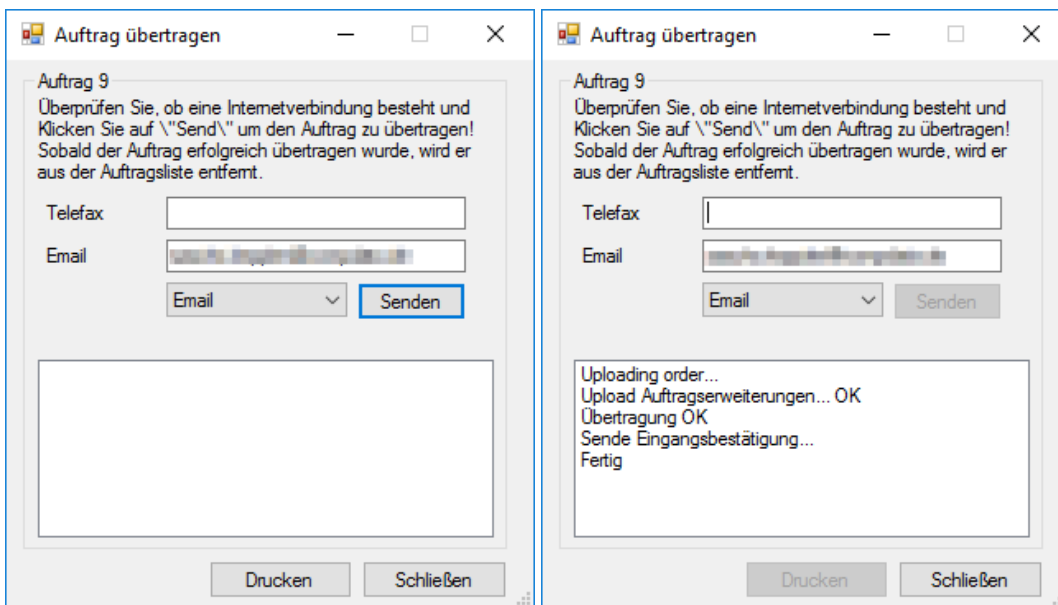 Auftrag übertragen
Auftrag 9
Überprüfen Sie, ob eine Internetverbindung besteht und
Klicken Sie auf \"Send\" um den Auftrag zu übertragen!
Sobald der Auftrag erfolgreich übertragen wurde, wird er
aus der Auftragsliste entfernt.
Telefax
Email
Email
Senden
Drucken
Schließen
Auftrag übertragen
Auftrag 9
Überprüfen Sie, ob eine Internetverbindung besteht und
Klicken Sie auf \"Send\" um den Auftrag zu übertragen!
Sobald der Auftrag erfolgreich übertragen wurde, wird er
aus der Auftragsliste entfernt.
Telefax
Email
Email
Senden
Uploading order...
Upload Auftragserweiterungen... OK
Übertragung OK
Sende Eingangsbestätigung...
Fertig
Drucken
Schließen